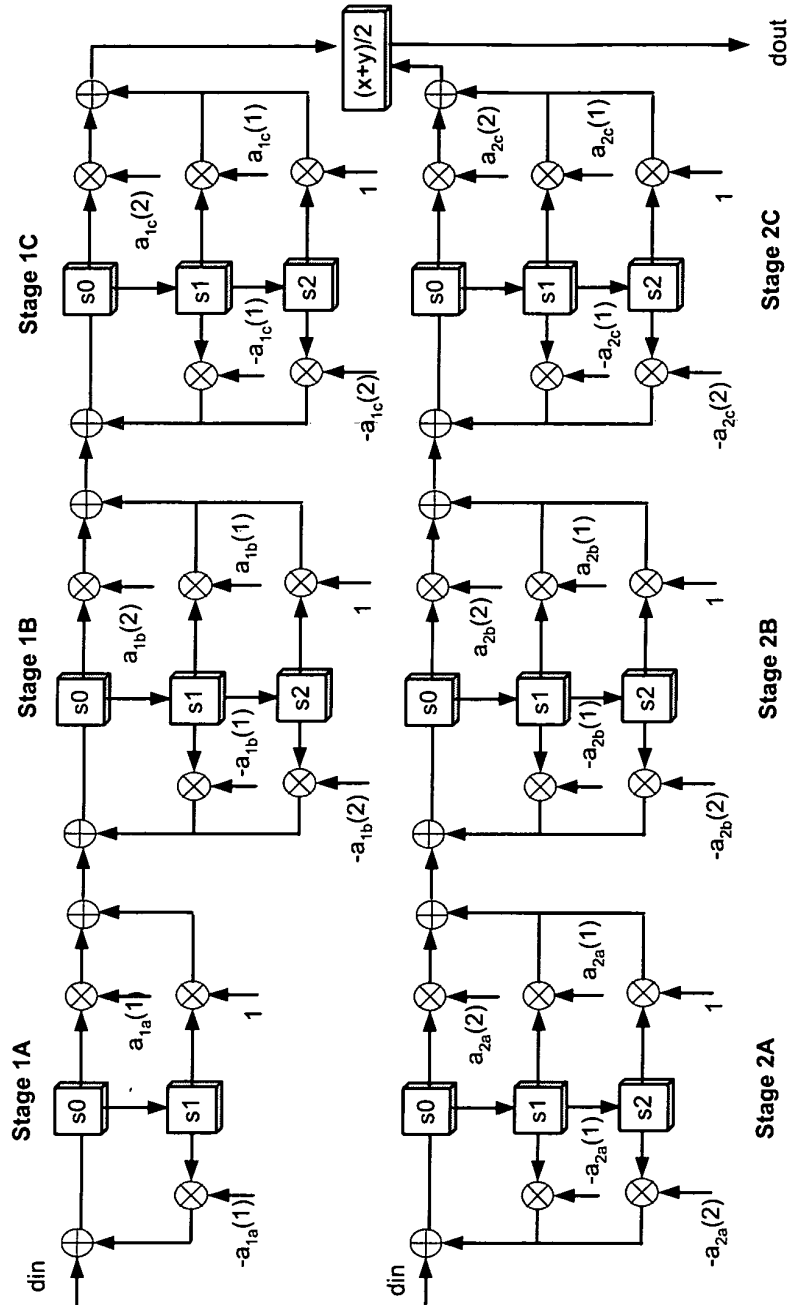 Stage 1A
Stage 1B
Stage 1C
din
s0
s1
a₁ₐ(1)
1
-a₁ₐ(1)
s0
s1
s2
a₁b(2)
a₁b(1)
1
-a₁b(1)
-a₁b(2)
s0
s1
s2
a₁c(2)
a₁c(1)
1
-a₁c(1)
-a₁c(2)
(x+y)/2
dout
din
s0
s1
s2
a₂ₐ(2)
a₂ₐ(1)
1
-a₂ₐ(1)
-a₂ₐ(2)
s0
s1
s2
a₂b(2)
a₂b(1)
1
-a₂b(1)
-a₂b(2)
s0
s1
s2
a₂c(2)
a₂c(1)
1
-a₂c(1)
-a₂c(2)
Stage 2A
Stage 2B
Stage 2C